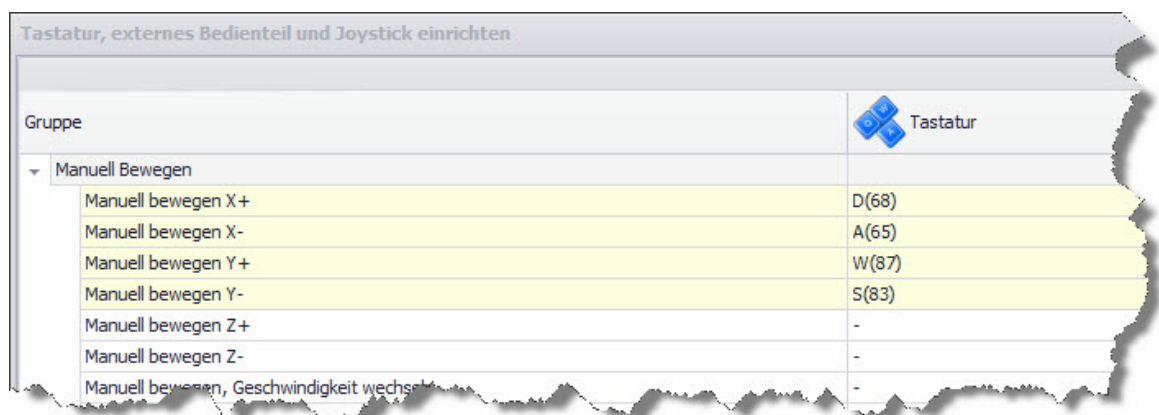 Tastatur, externes Bedienteil und Joystick einrichten
Gruppe Tastatur
Manuell Bewegen
Manuell bewegen X+ D(68)
Manuell bewegen X- A(65)
Manuell bewegen Y+ W(87)
Manuell bewegen Y- S(83)
Manuell bewegen Z+ -
Manuell bewegen Z- -
Manuell bewegen, Geschwindigkeit -